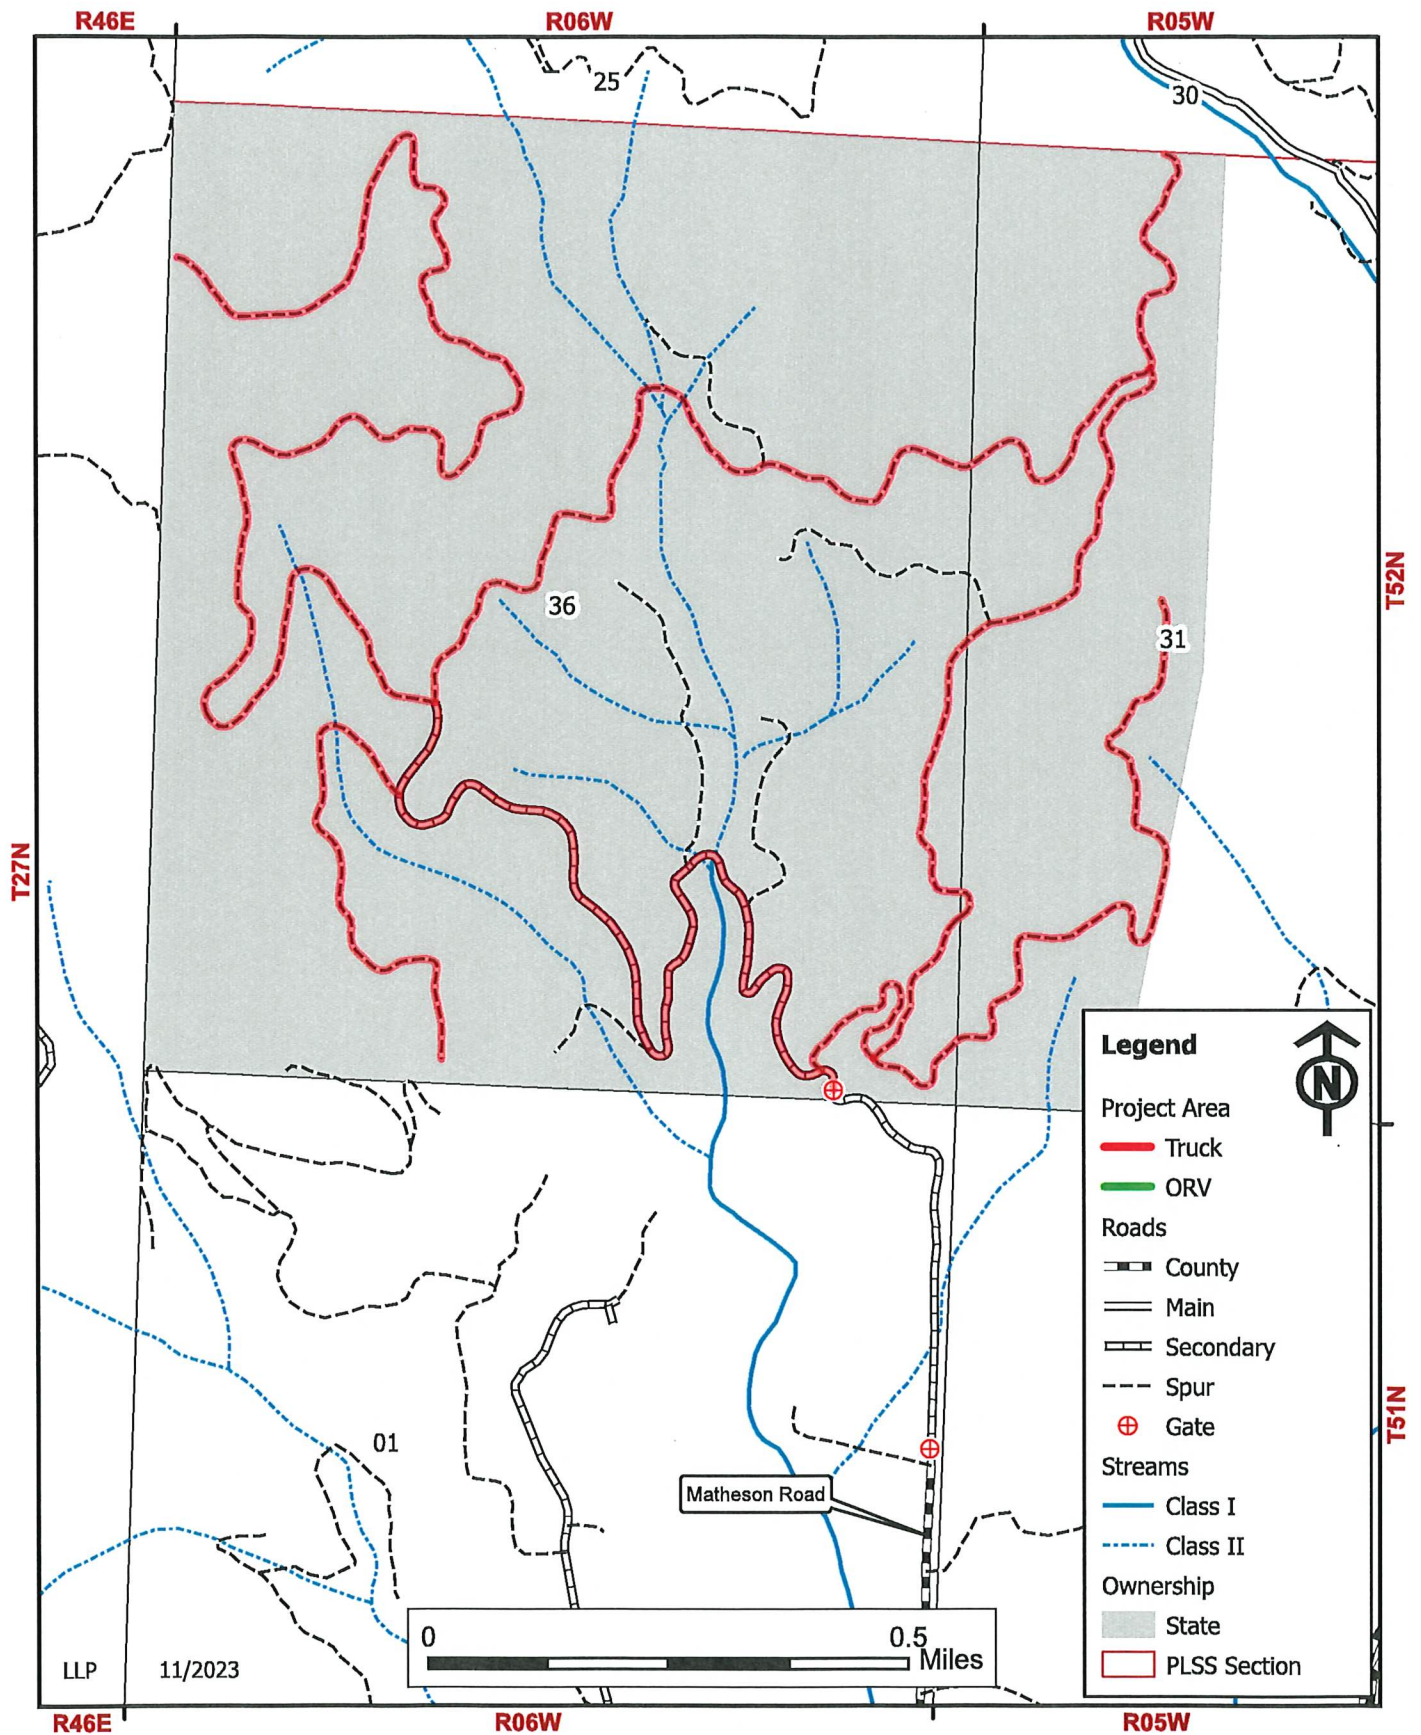 R46E R06W R05W
25
30
36
31
T52N
T27N
Legend
N
Project Area
Truck
ORV
Roads
County
Main
Secondary
Spur
Gate
Streams
Class I
Class II
Ownership
State
PLSS Section
T51N
01
Matheson Road
0 0.5
Miles
LLP 11/2023
R46E R06W R05W